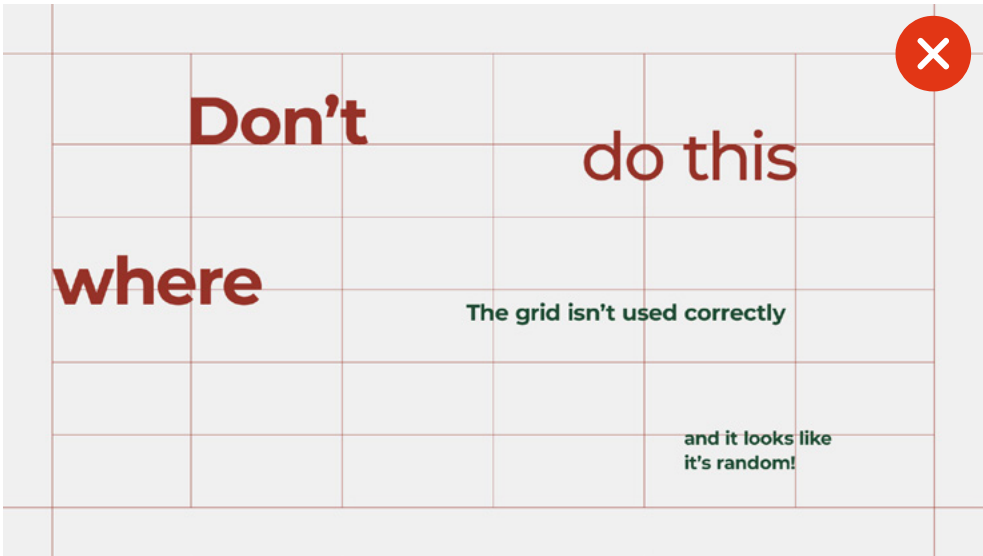 Don’t
do this
where
The grid isn’t used correctly
and it looks like
it’s random!